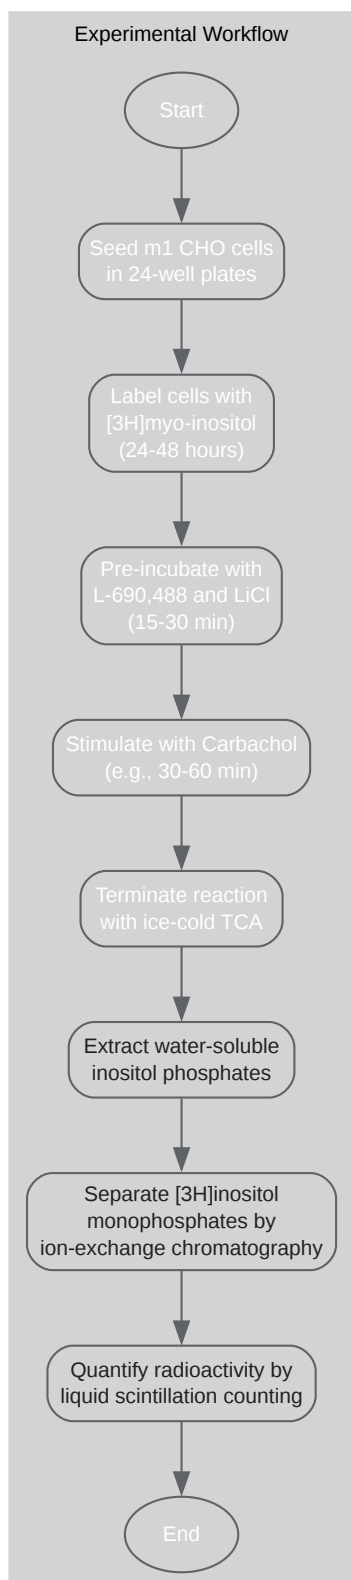 Experimental Workflow
Start
Seed m1 CHO cells
in 24-well plates
Label cells with
[3H]myo-inositol
(24-48 hours)
Pre-incubate with
L-690,488 and LiCl
(15-30 min)
Stimulate with Carbachol
(e.g., 30-60 min)
Terminate reaction
with ice-cold TCA
Extract water-soluble
inositol phosphates
Separate [3H]inositol
monophosphates by
ion-exchange chromatography
Quantify radioactivity by
liquid scintillation counting
End